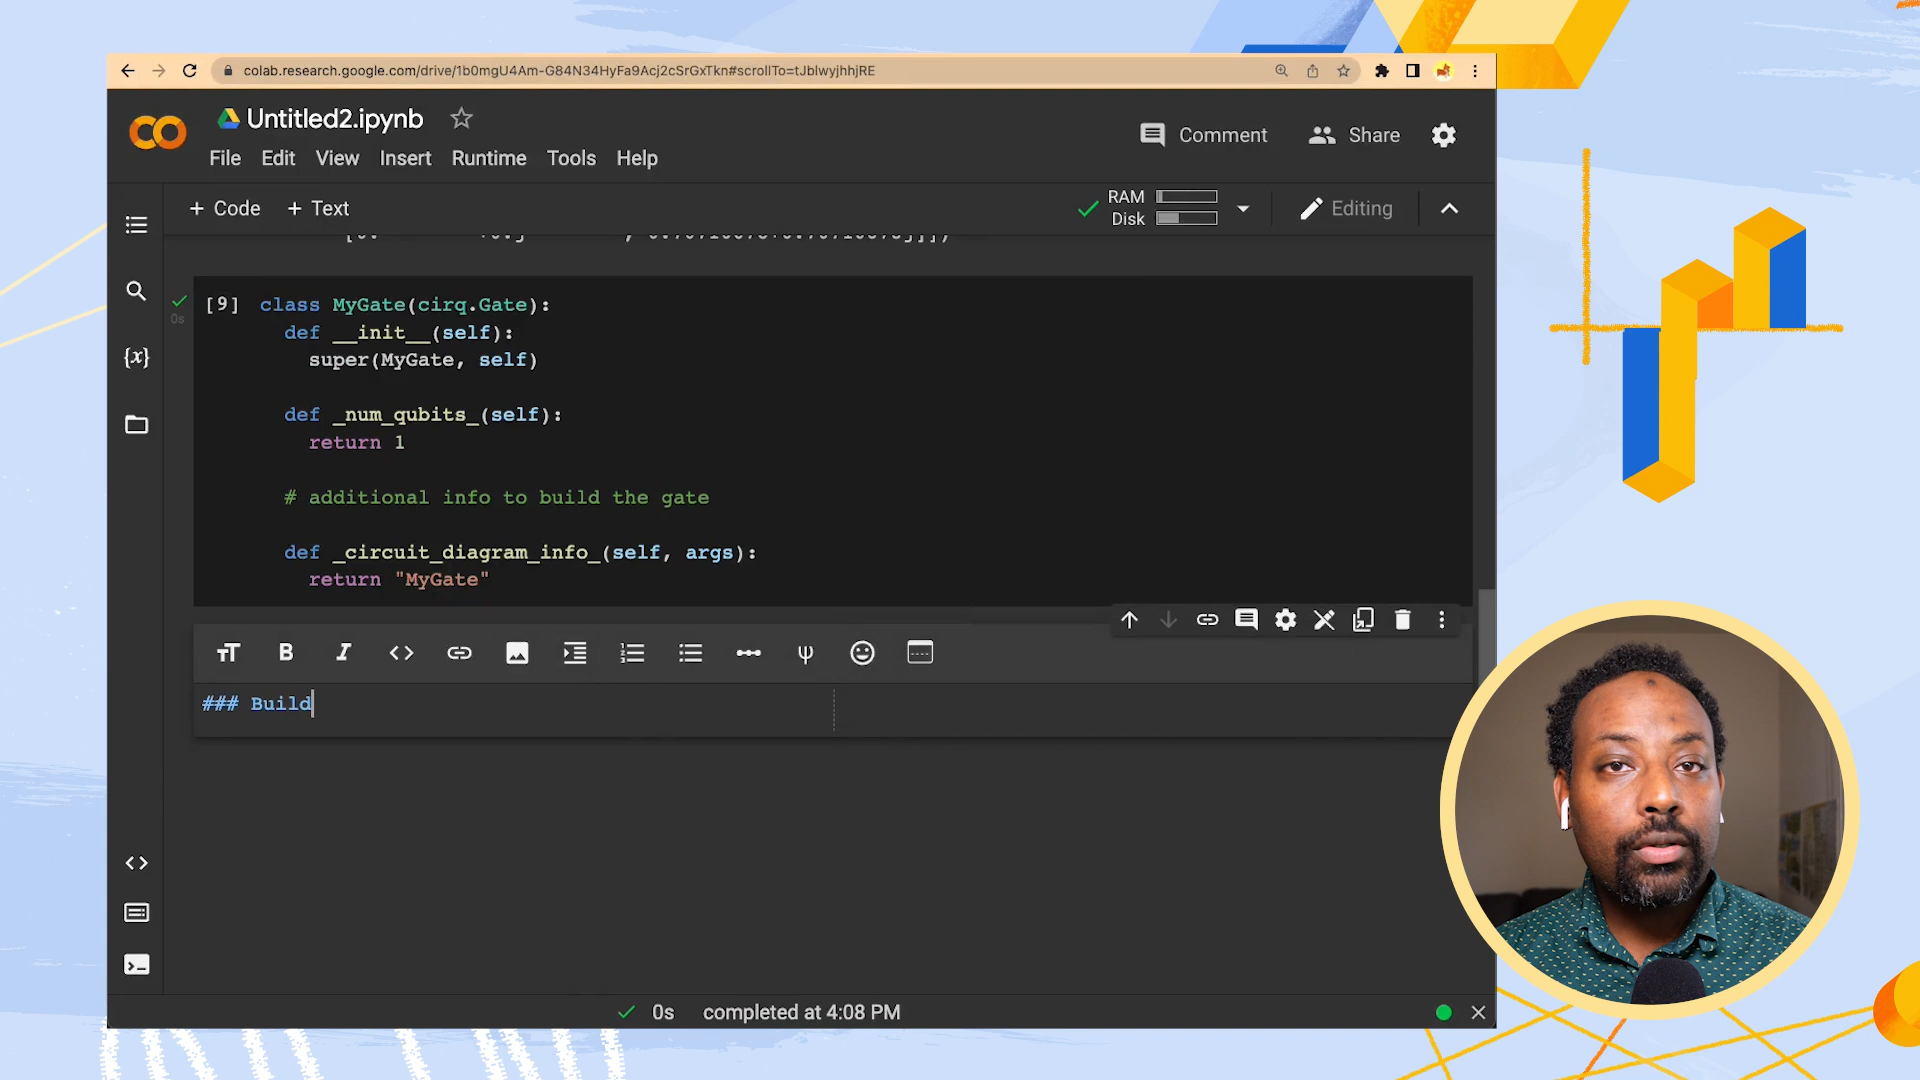 colab.research.google.com/drive/1b0mgU4Am-G84N34HyFa9Acj2cSrGxTkn#scrollTo=tJblwyjhhjRE
Untitled2.ipynb
Comment
Share
File Edit View Insert Runtime Tools Help
+ Code + Text
RAM
Disk
Editing
{x}
[9] class MyGate(cirq.Gate):
0s
def __init__(self):
super(MyGate, self)
def _num_qubits_(self):
return 1
# additional info to build the gate
def _circuit_diagram_info_(self, args):
return "MyGate"
### Build
0s completed at 4:08 PM